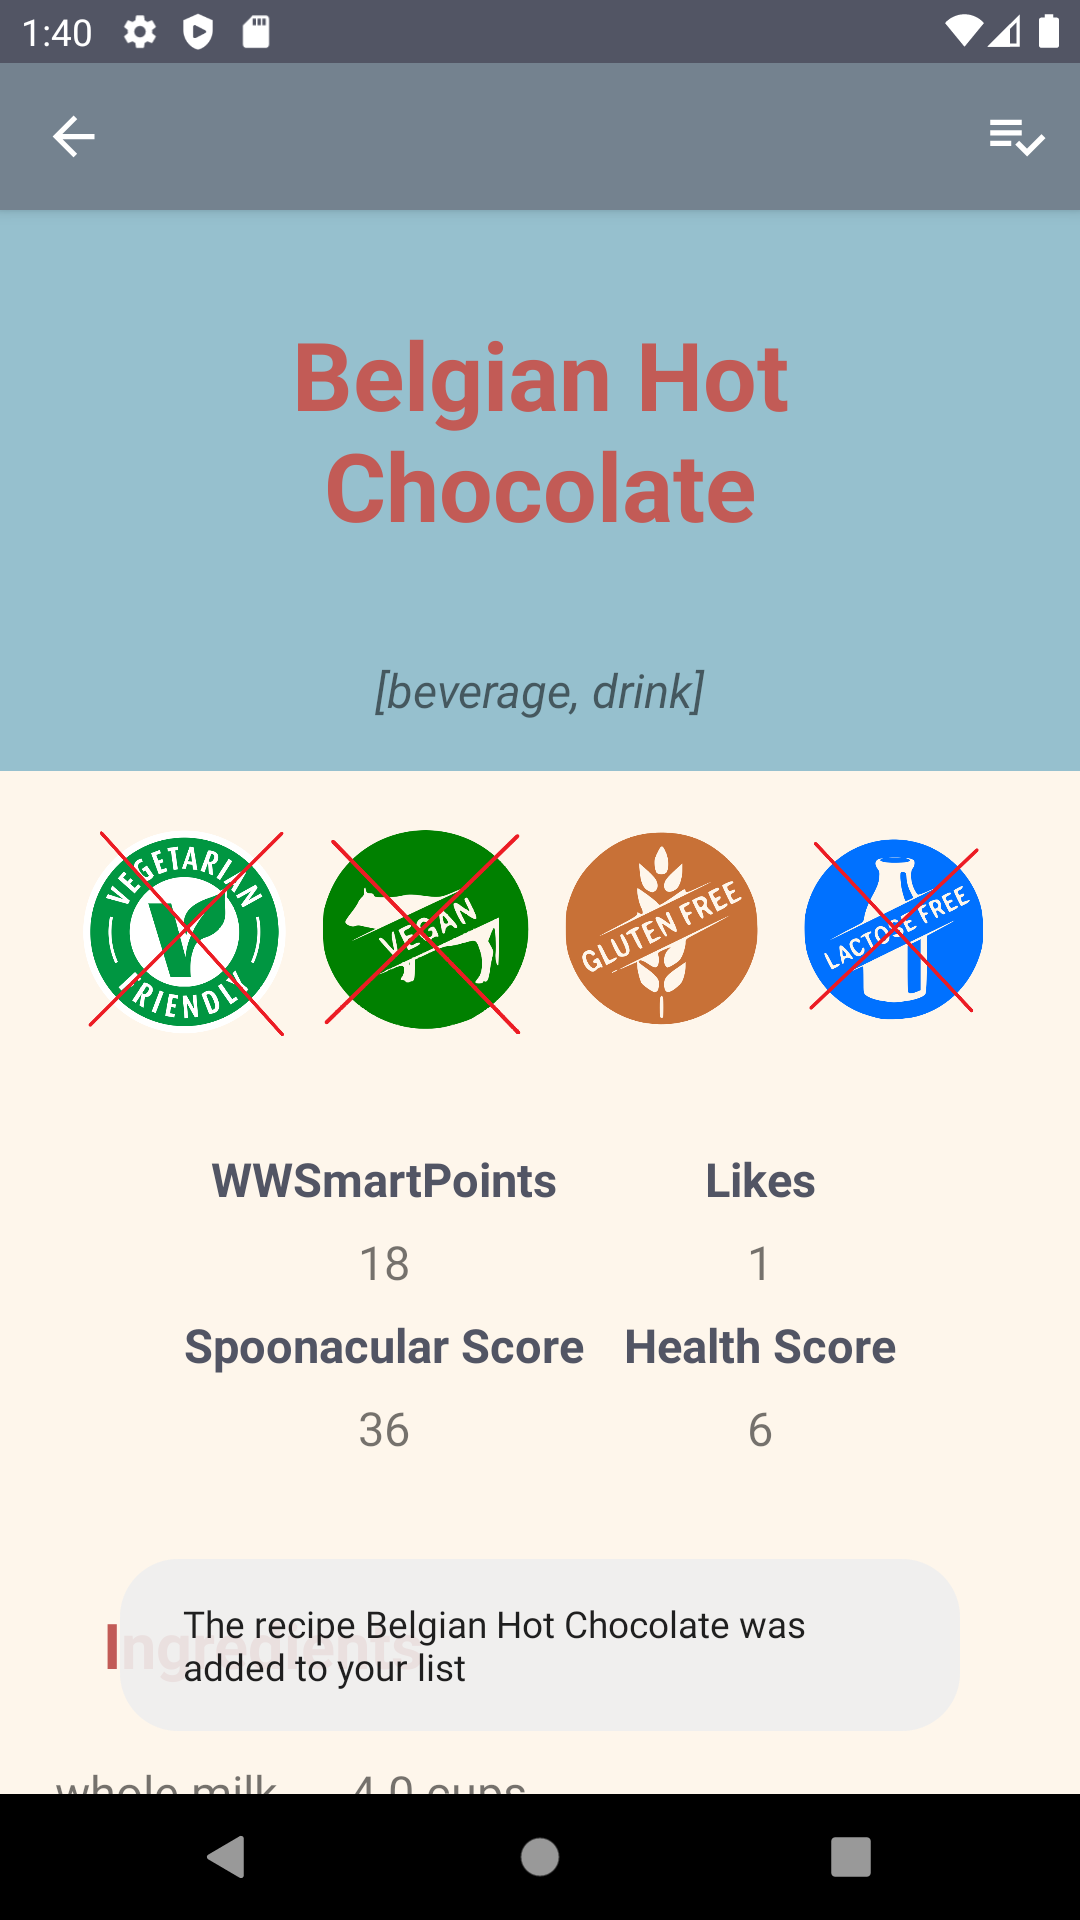 1:40
Belgian Hot
Chocolate
[beverage, drink]
VEGETARIAN
FRIENDLY
VEGAN
GLUTEN FREE
LACTOSE FREE
WWSmartPoints
Likes
18
1
Spoonacular Score
Health Score
36
6
Ingredients
The recipe Belgian Hot Chocolate was
added to your list
whole milk
4.0 cups